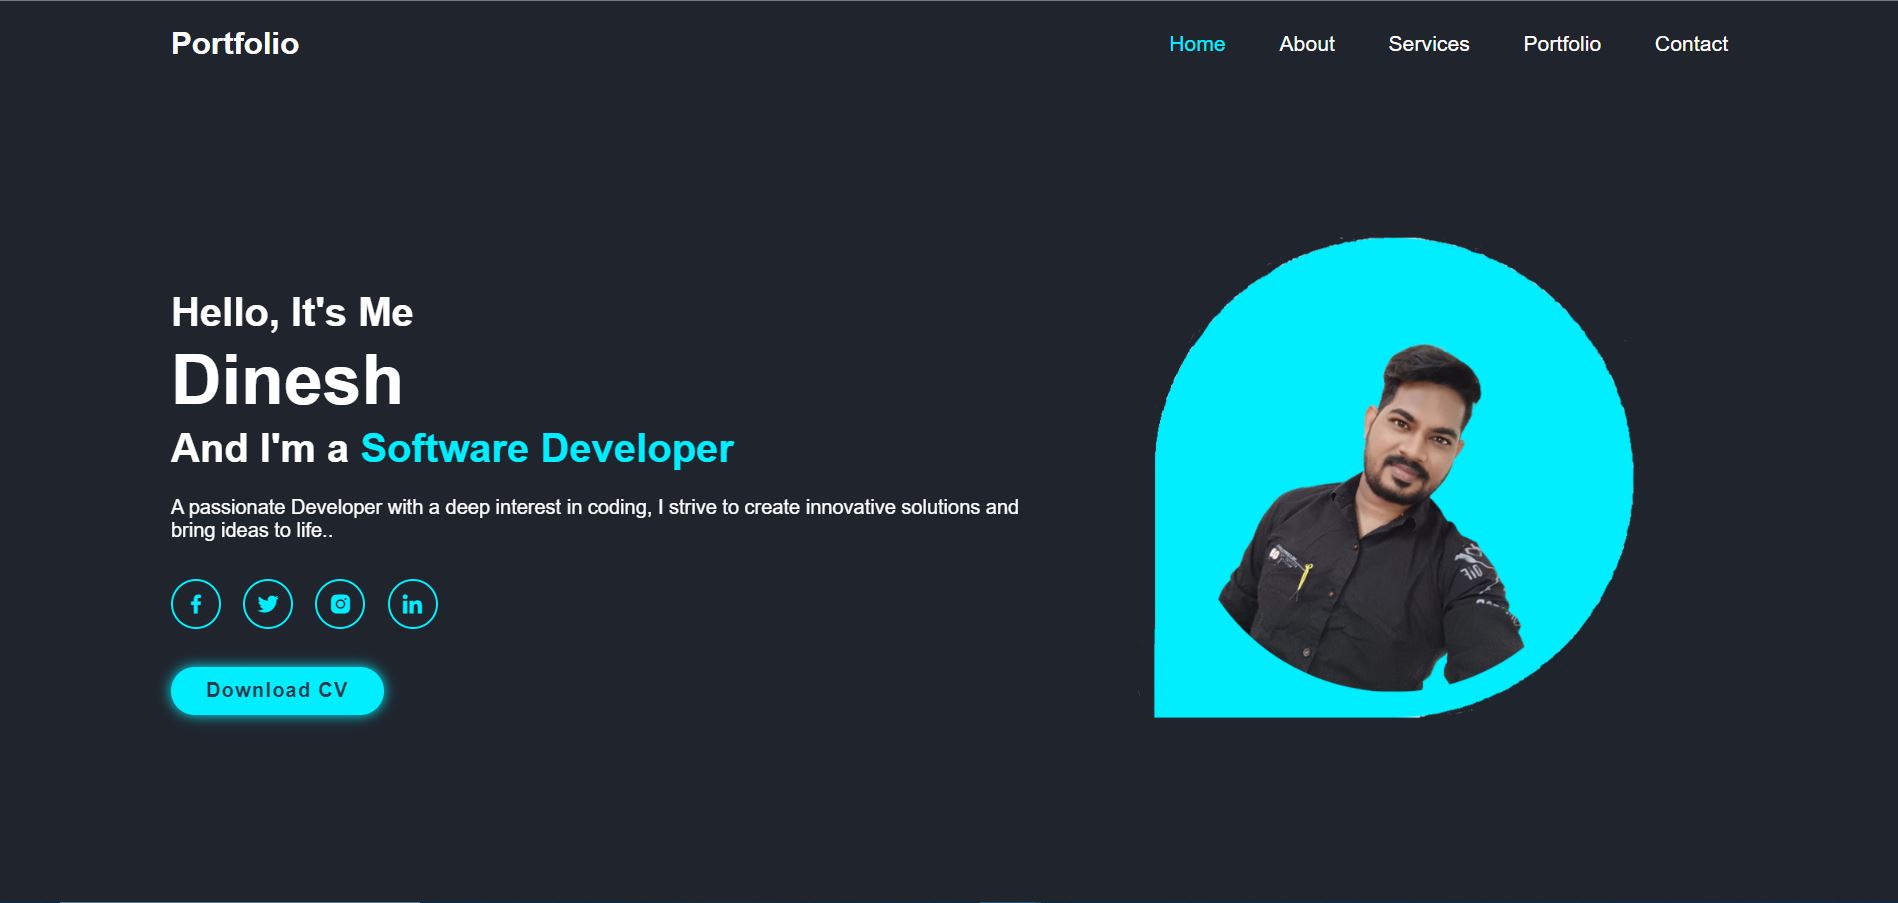 Portfolio
Home About Services Portfolio Contact
Hello, It's Me
Dinesh
And I'm a Software Developer
A passionate Developer with a deep interest in coding, I strive to create innovative solutions and
bring ideas to life..
Download CV